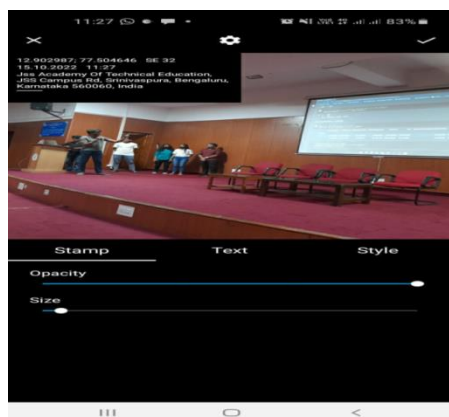 11:27
83%
12.902987; 77.504646 SE 32
15.10.2022 11:27
Jss Academy Of Technical Education,
JSS Campus Rd, Srinivaspura, Bengaluru,
Karnataka 560060, India
Stamp Text Style
Opacity
Size